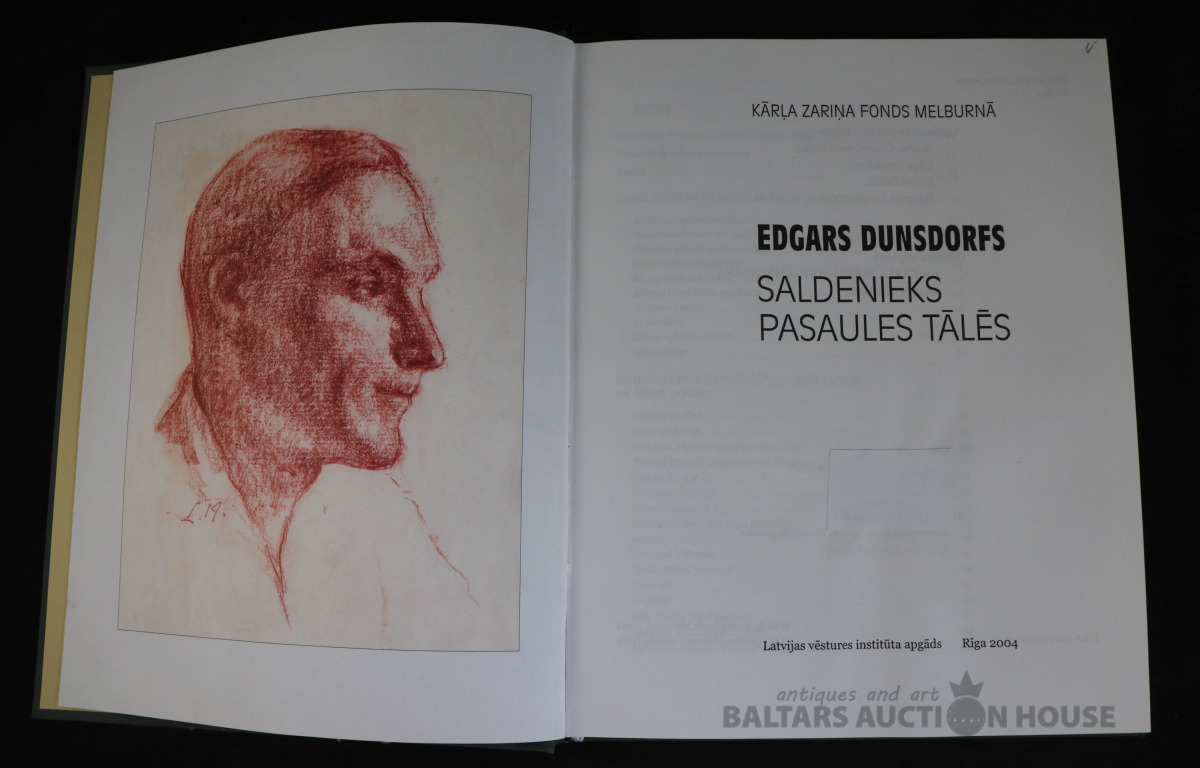 L.M.
KĀRĻA ZARIŅA FONDS MELBURNĀ
EDGARS DUNSDORFS
SALDENIEKS
PASAULES TĀLĒS
Latvijas vēstures institūta apgāds Rīga 2004
antiques and art
BALTARS AUCTION HOUSE